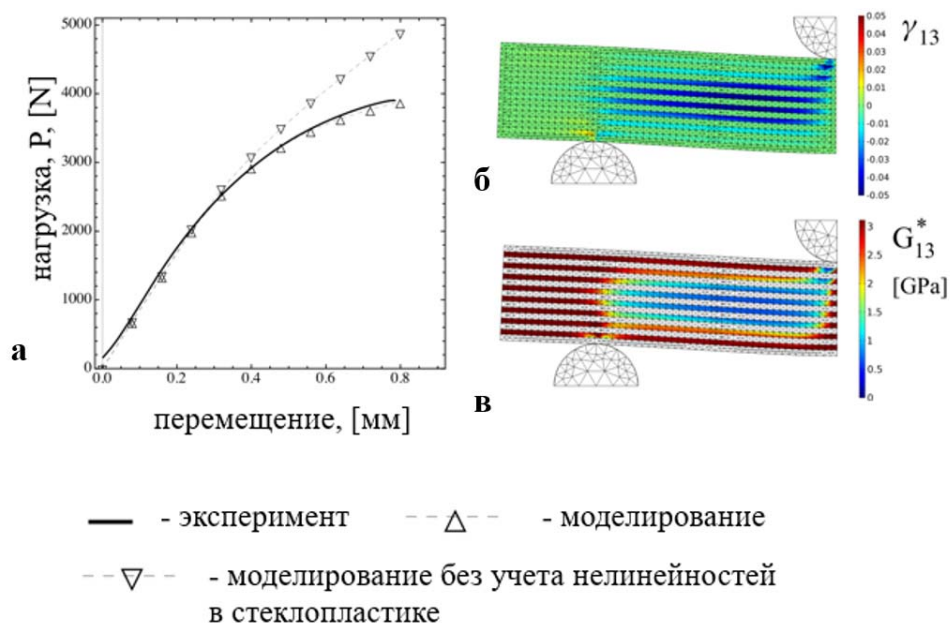 5000
4000
3000
2000
1000
0
0.0
0.2
0.4
0.6
0.8
нагрузка, P, [N]
перемещение, [мм]
а
0.05
0.04
0.03
0.02
0.01
0
-0.01
-0.02
-0.03
-0.04
-0.05
γ13
б
3
2.5
2
1.5
1
0.5
0
G*13
[GPa]
в
- эксперимент
- моделирование
- моделирование без учета нелинейностей
в стеклопластике